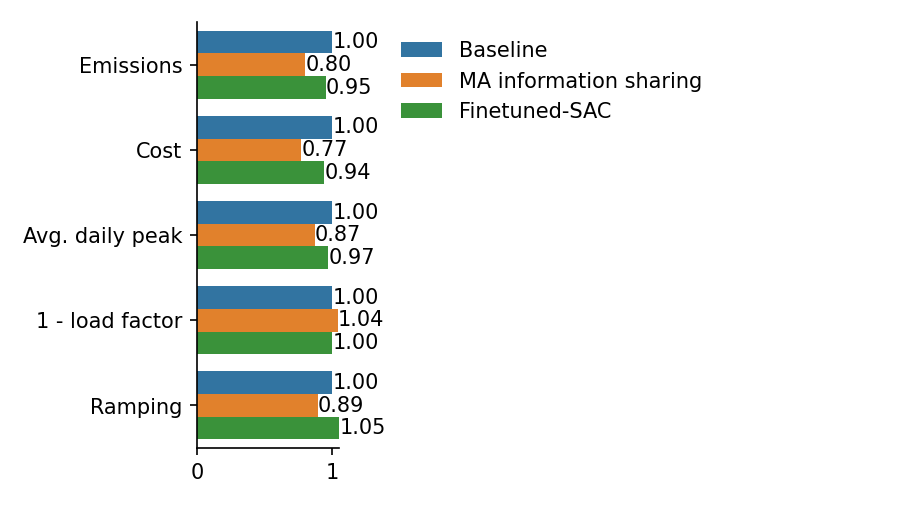 Emissions
1.00
0.80
0.95
Cost
1.00
0.77
0.94
Avg. daily peak
1.00
0.87
0.97
1 - load factor
1.00
1.04
1.00
Ramping
1.00
0.89
1.05
0 1
Baseline
MA information sharing
Finetuned-SAC